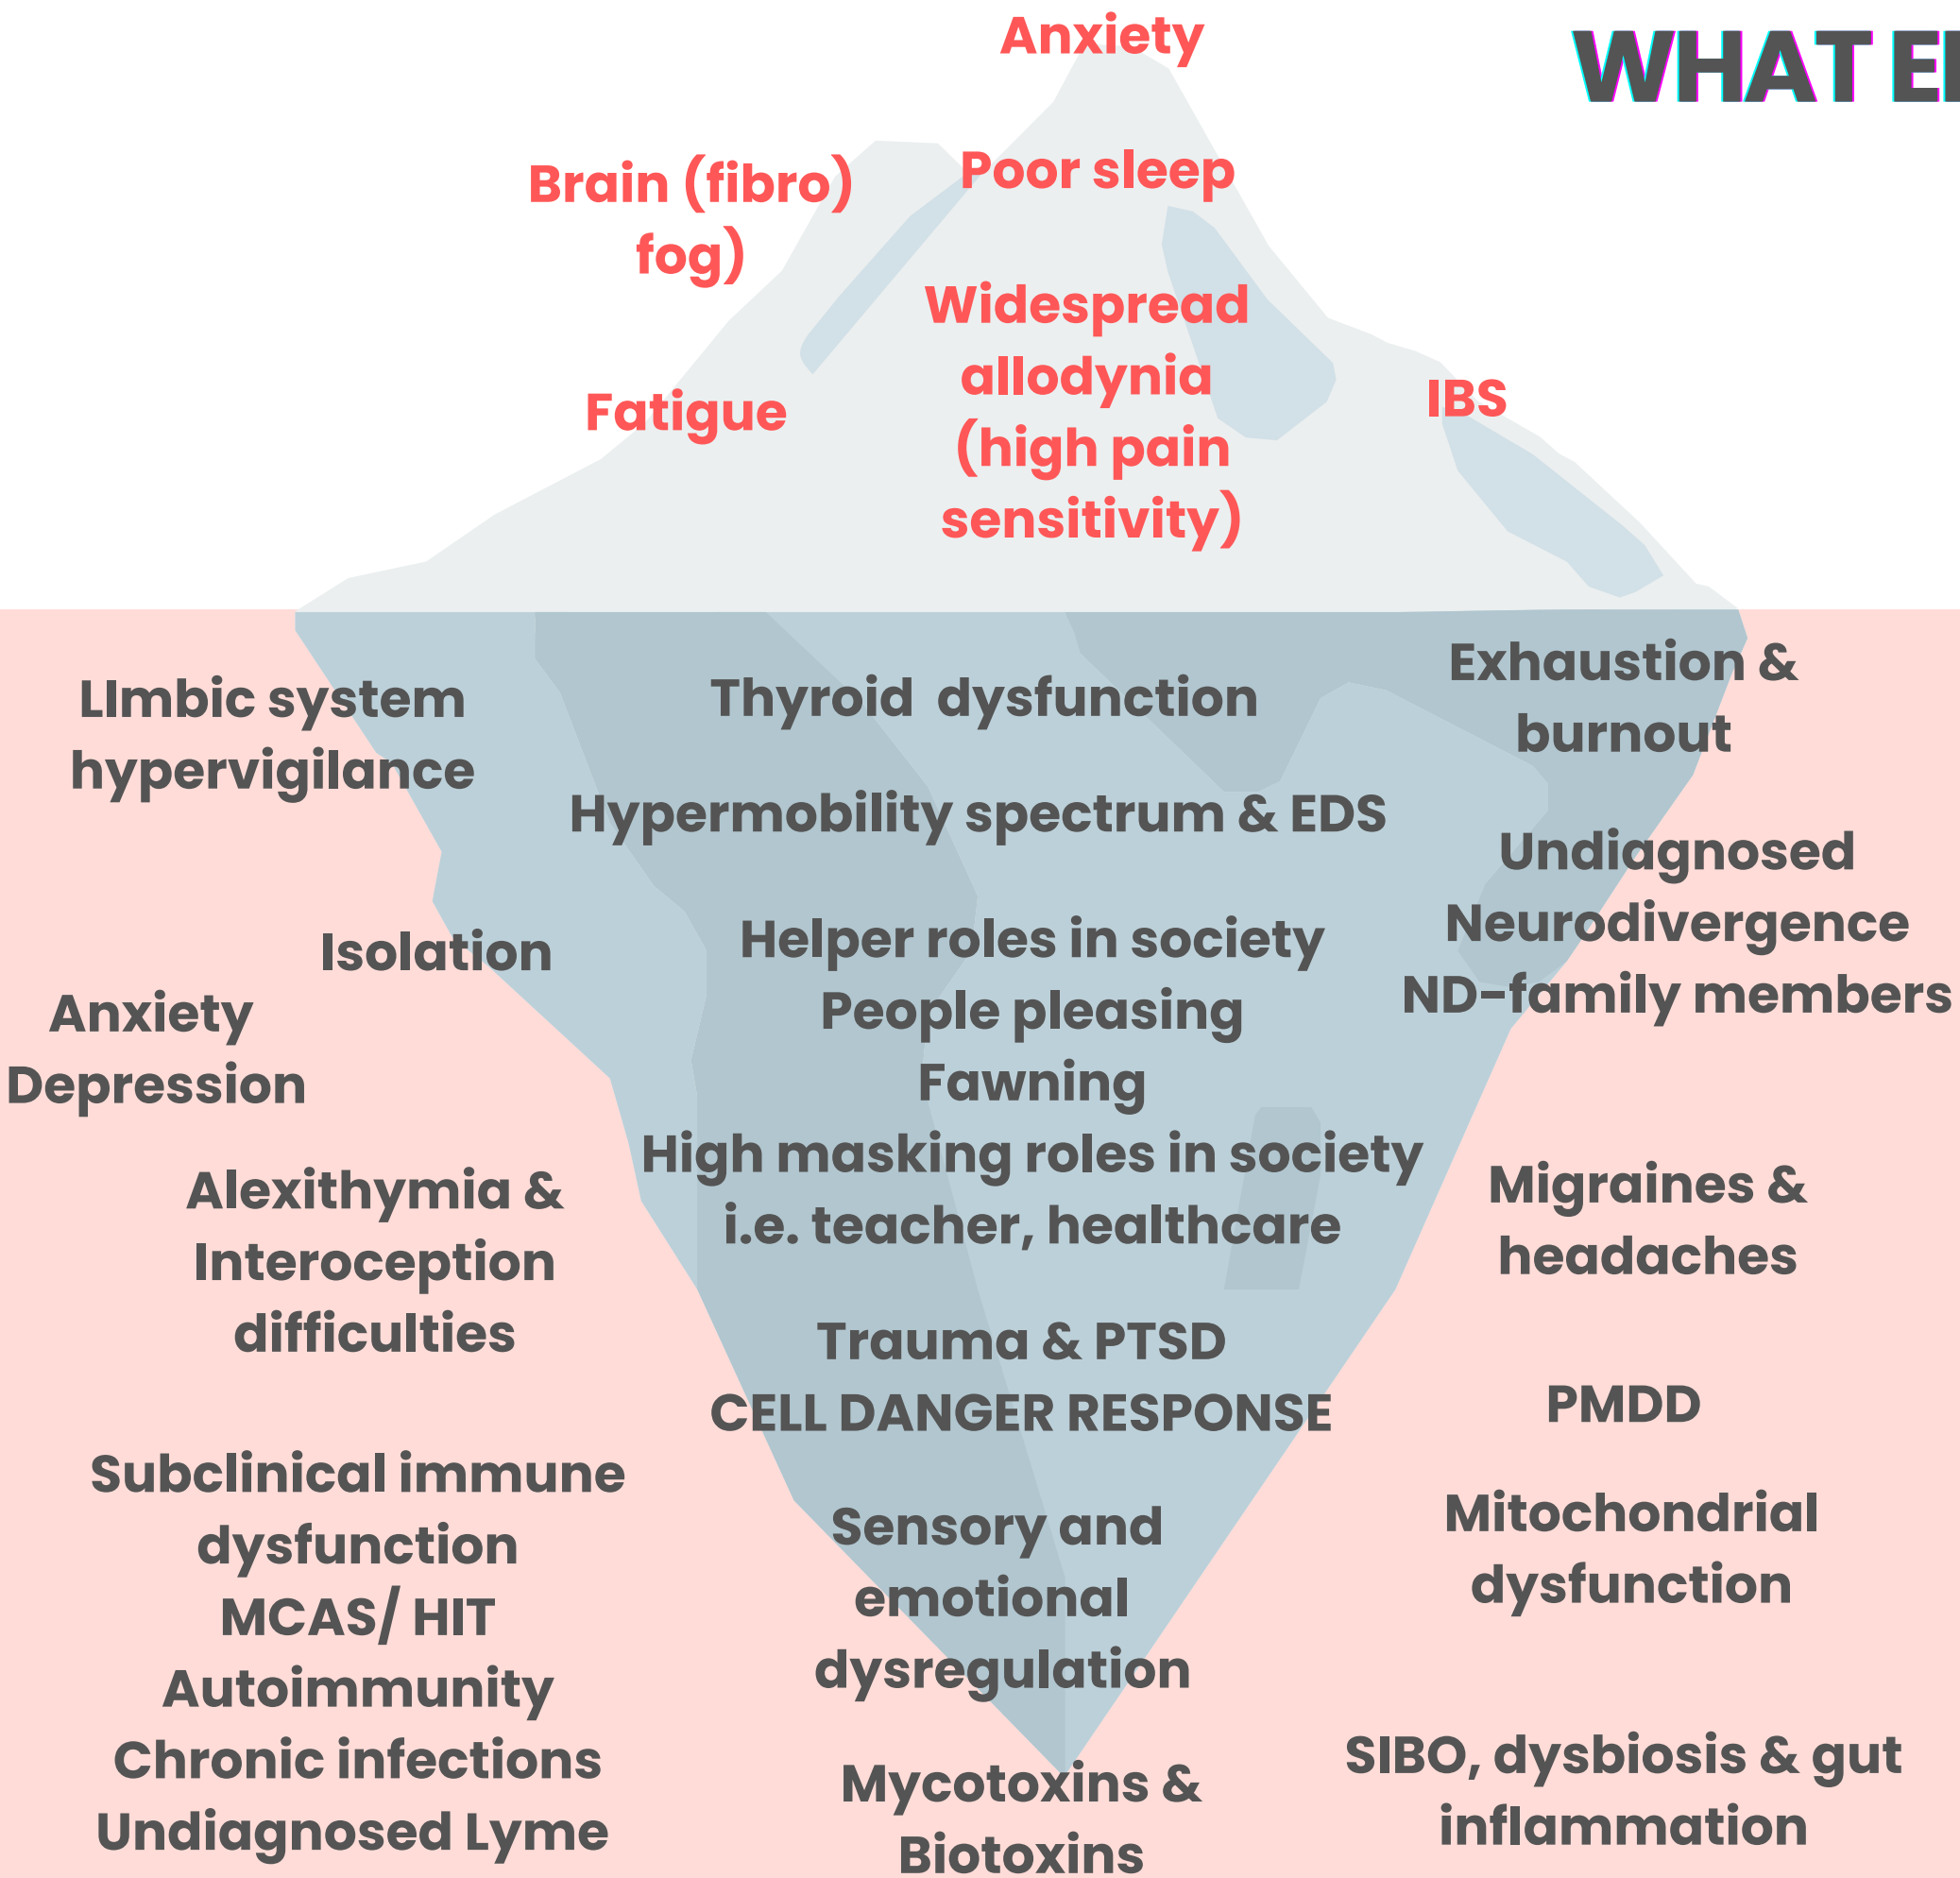 Anxiety
WHAT
Brain (fibro)
fog)
Poor sleep
Widespread
allodynia
(high pain
sensitivity)
Fatigue
IBS
LImbic system
hypervigilance
Thyroid  dysfunction
Exhaustion &
burnout
Hypermobility spectrum & EDS
Undiagnosed
Neurodivergence
ND-family members
Isolation
Anxiety
Depression
Helper roles in society
People pleasing
Fawning
High masking roles in society
i.e. teacher, healthcare
Alexithymia &
Interoception
difficulties
Migraines &
headaches
Trauma & PTSD
CELL DANGER RESPONSE
PMDD
Subclinical immune
dysfunction
MCAS/ HIT
Autoimmunity
Chronic infections
Undiagnosed Lyme
Sensory and
emotional
dysregulation
Mitochondrial
dysfunction
Mycotoxins &
Biotoxins
SIBO, dysbiosis & gut
inflammation